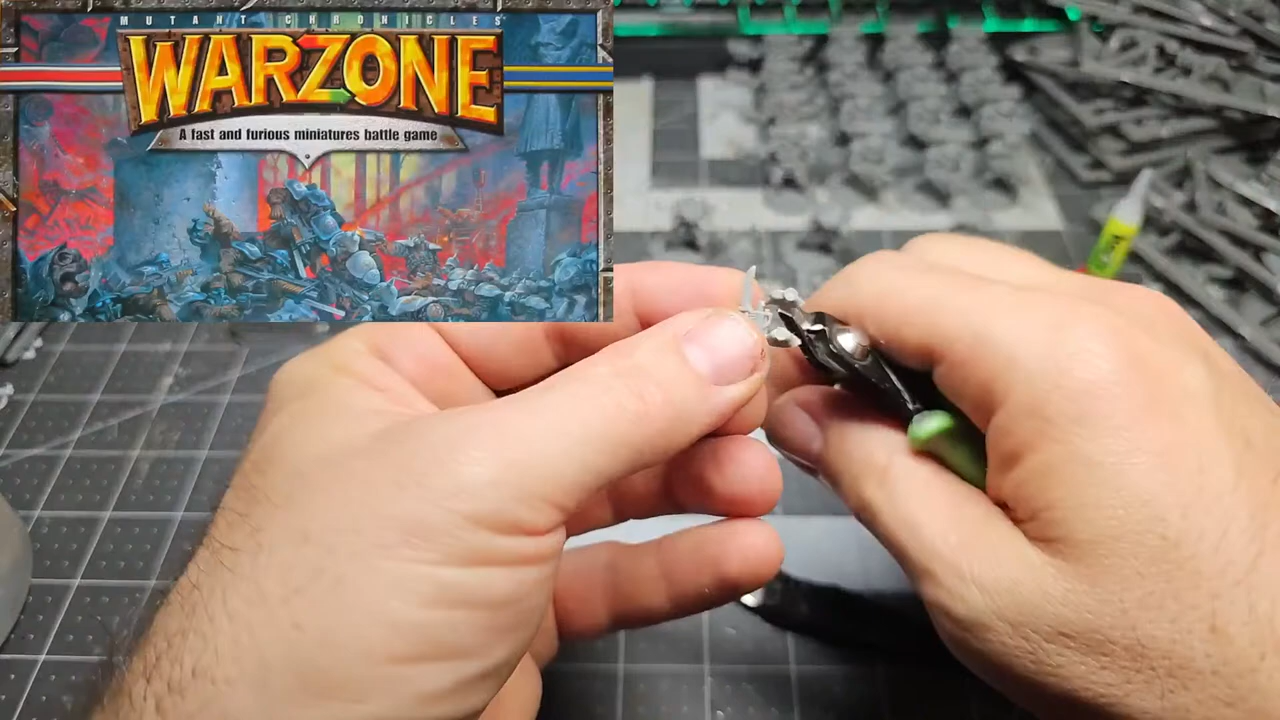 MUTANT CHRONICLES
WARZONE
A fast and furious miniatures battle game